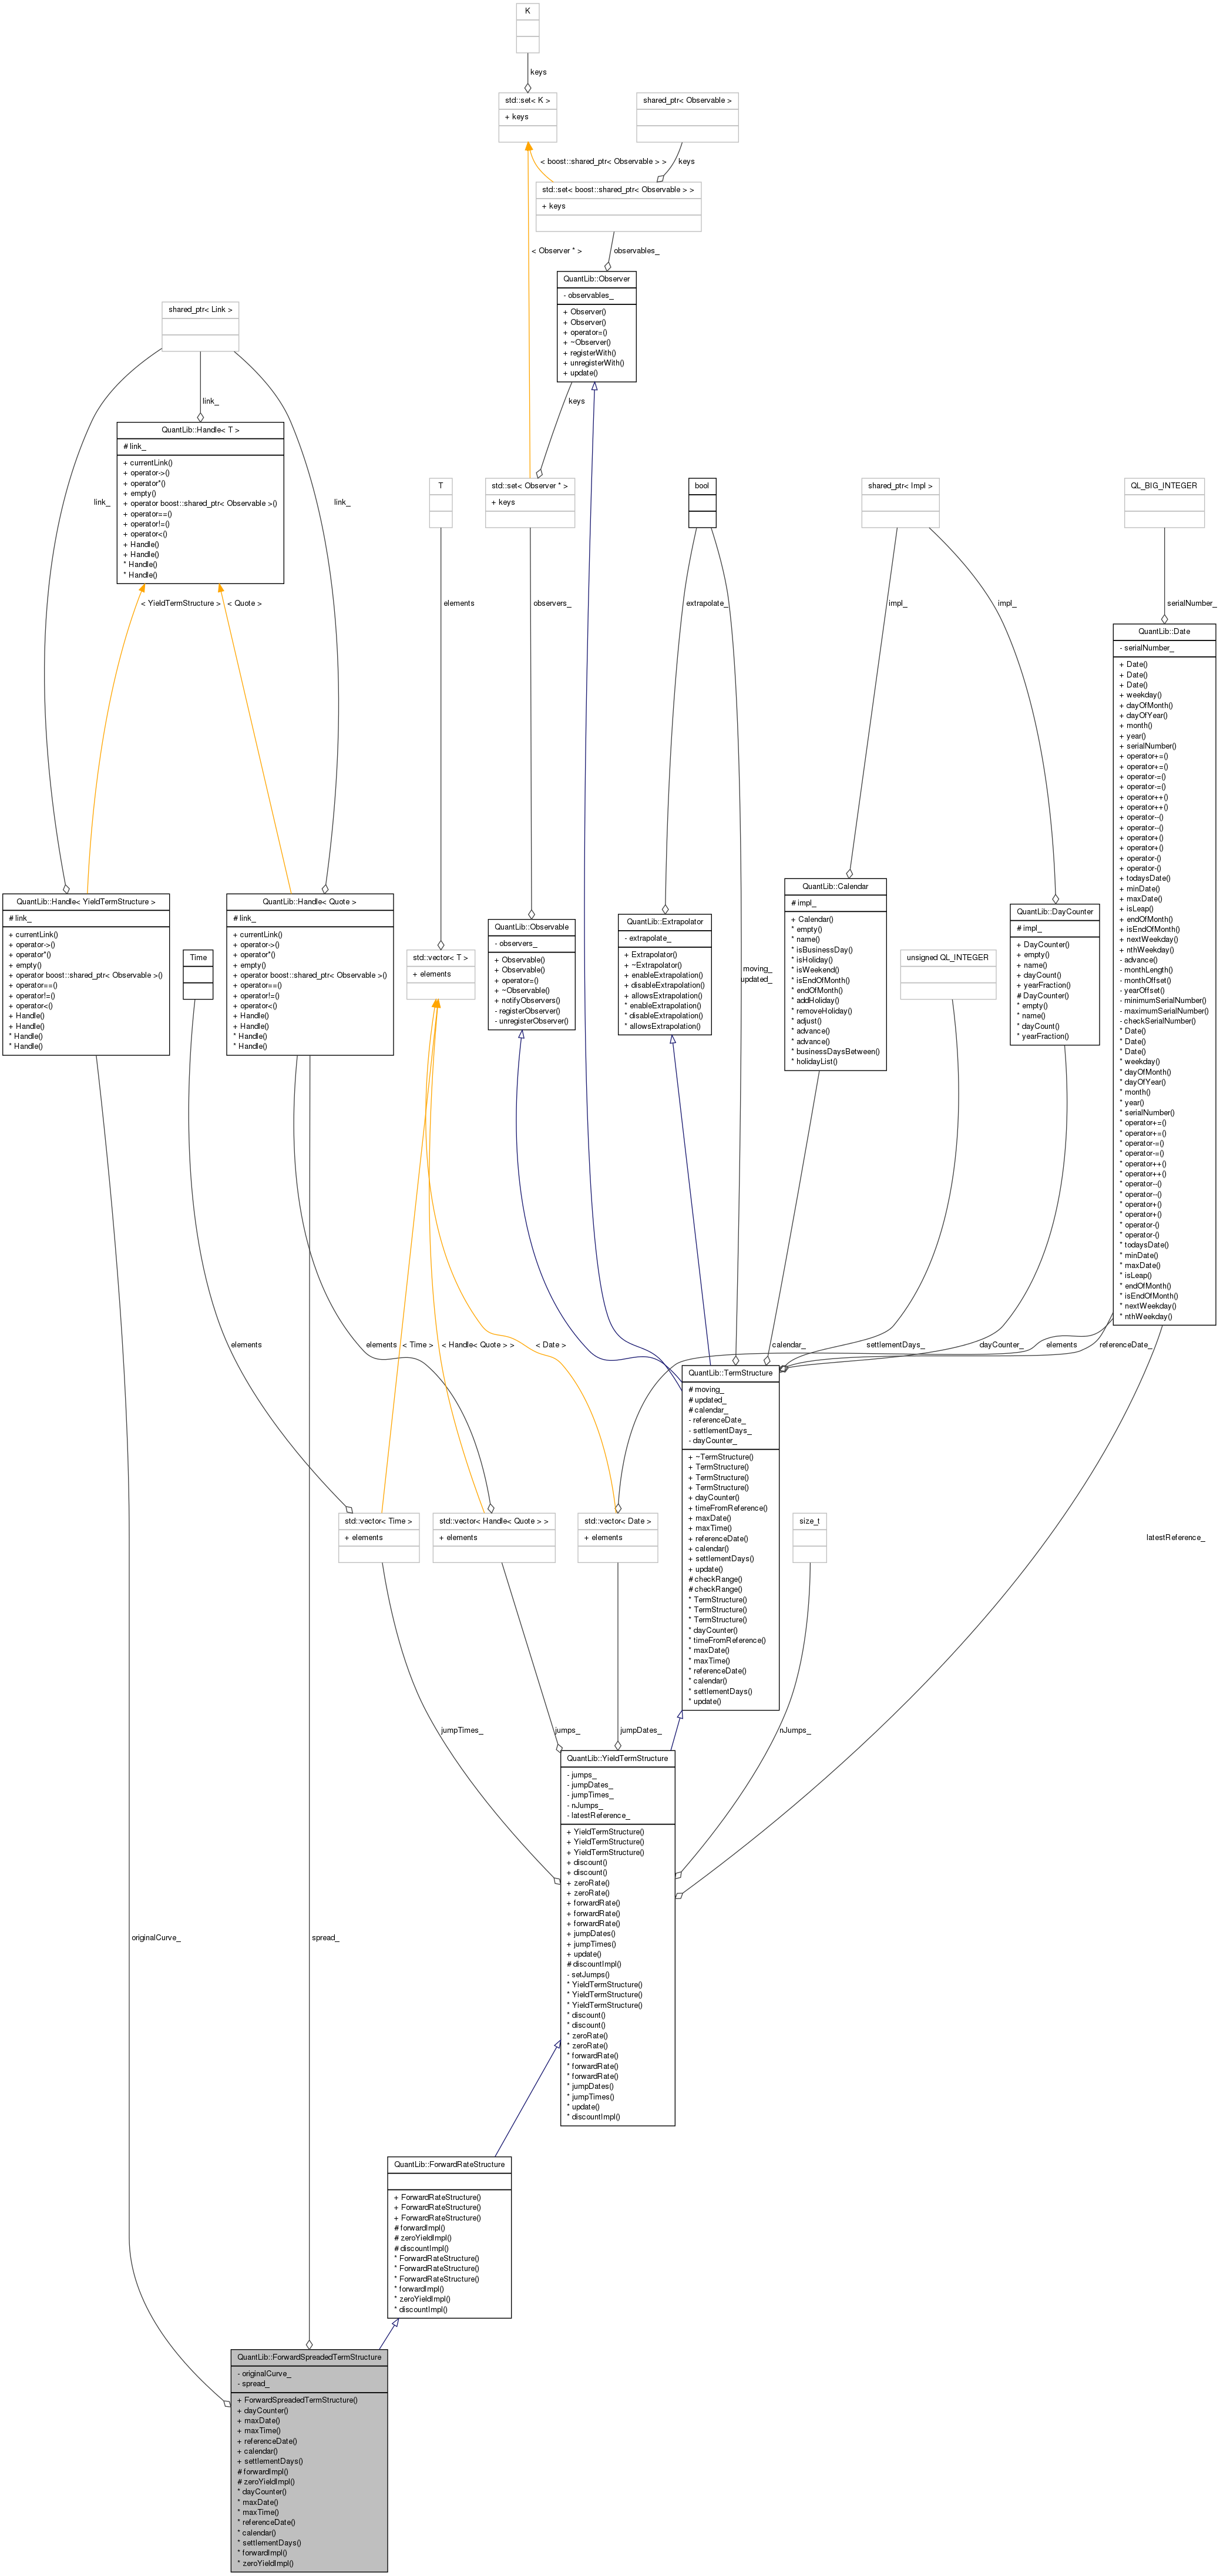 K
keys
std::set< K >
+ keys
shared_ptr< Observable >
< boost::shared_ptr< Observable > >
keys
std::set< boost::shared_ptr< Observable > >
+ keys
< Observer * >
observables_
QuantLib::Observer
- observables_
+ Observer()
+ Observer()
+ operator=()
+ ~Observer()
+ registerWith()
+ unregisterWith()
+ update()
shared_ptr< Link >
link_
keys
QuantLib::Handle< T >
# link_
+ currentLink()
+ operator->()
+ operator*()
+ empty()
+ operator boost::shared_ptr< Observable >()
+ operator==()
+ operator!=()
+ operator<()
+ Handle()
+ Handle()
* Handle()
* Handle()
link_
link_
T
std::set< Observer * >
+ keys
bool
shared_ptr< Impl >
QL_BIG_INTEGER
< YieldTermStructure >
< Quote >
elements
observers_
extrapolate_
impl_
impl_
serialNumber_
QuantLib::Date
- serialNumber_
+ Date()
+ Date()
+ Date()
+ weekday()
+ dayOfMonth()
+ dayOfYear()
+ month()
+ year()
+ serialNumber()
+ operator+=()
+ operator+=()
+ operator-=()
+ operator-=()
+ operator++()
+ operator++()
+ operator--()
+ operator--()
+ operator+()
+ operator+()
+ operator-()
+ operator-()
+ todaysDate()
+ minDate()
+ maxDate()
+ isLeap()
+ endOfMonth()
+ isEndOfMonth()
+ nextWeekday()
+ nthWeekday()
- advance()
- monthLength()
- monthOffset()
- yearOffset()
- minimumSerialNumber()
- maximumSerialNumber()
- checkSerialNumber()
* Date()
* Date()
* Date()
* weekday()
* dayOfMonth()
* dayOfYear()
* month()
* year()
* serialNumber()
* operator+=()
* operator+=()
* operator-=()
* operator-=()
* operator++()
* operator++()
* operator--()
* operator--()
* operator+()
* operator+()
* operator-()
* operator-()
* todaysDate()
* minDate()
* maxDate()
* isLeap()
* endOfMonth()
* isEndOfMonth()
* nextWeekday()
* nthWeekday()
QuantLib::Handle< YieldTermStructure >
# link_
+ currentLink()
+ operator->()
+ operator*()
+ empty()
+ operator boost::shared_ptr< Observable >()
+ operator==()
+ operator!=()
+ operator<()
+ Handle()
+ Handle()
* Handle()
* Handle()
Time
QuantLib::Handle< Quote >
# link_
+ currentLink()
+ operator->()
+ operator*()
+ empty()
+ operator boost::shared_ptr< Observable >()
+ operator==()
+ operator!=()
+ operator<()
+ Handle()
+ Handle()
* Handle()
* Handle()
std::vector< T >
+ elements
QuantLib::Observable
- observers_
+ Observable()
+ Observable()
+ operator=()
+ ~Observable()
+ notifyObservers()
- registerObserver()
- unregisterObserver()
QuantLib::Extrapolator
- extrapolate_
+ Extrapolator()
+ ~Extrapolator()
+ enableExtrapolation()
+ disableExtrapolation()
+ allowsExtrapolation()
* enableExtrapolation()
* disableExtrapolation()
* allowsExtrapolation()
moving_
updated_
QuantLib::Calendar
# impl_
+ Calendar()
* empty()
* name()
* isBusinessDay()
* isHoliday()
* isWeekend()
* isEndOfMonth()
* endOfMonth()
* addHoliday()
* removeHoliday()
* adjust()
* advance()
* advance()
* businessDaysBetween()
* holidayList()
unsigned QL_INTEGER
QuantLib::DayCounter
# impl_
+ DayCounter()
+ empty()
+ name()
+ dayCount()
+ yearFraction()
# DayCounter()
* empty()
* name()
* dayCount()
* yearFraction()
elements
elements
< Time >
< Handle< Quote > >
< Date >
calendar_
settlementDays_
dayCounter_
elements
referenceDate_
QuantLib::TermStructure
# moving_
# updated_
# calendar_
- referenceDate_
- settlementDays_
- dayCounter_
+ ~TermStructure()
+ TermStructure()
+ TermStructure()
+ TermStructure()
+ dayCounter()
+ timeFromReference()
+ maxDate()
+ maxTime()
+ referenceDate()
+ calendar()
+ settlementDays()
+ update()
# checkRange()
# checkRange()
* TermStructure()
* TermStructure()
* TermStructure()
* dayCounter()
* timeFromReference()
* maxDate()
* maxTime()
* referenceDate()
* calendar()
* settlementDays()
* update()
std::vector< Time >
+ elements
std::vector< Handle< Quote > >
+ elements
std::vector< Date >
+ elements
size_t
latestReference_
jumpTimes_
jumps_
jumpDates_
nJumps_
QuantLib::YieldTermStructure
- jumps_
- jumpDates_
- jumpTimes_
- nJumps_
- latestReference_
+ YieldTermStructure()
+ YieldTermStructure()
+ YieldTermStructure()
+ discount()
+ discount()
+ zeroRate()
+ zeroRate()
+ forwardRate()
+ forwardRate()
+ forwardRate()
+ jumpDates()
+ jumpTimes()
+ update()
# discountImpl()
- setJumps()
* YieldTermStructure()
* YieldTermStructure()
* YieldTermStructure()
* discount()
* discount()
* zeroRate()
* zeroRate()
* forwardRate()
* forwardRate()
* forwardRate()
* jumpDates()
* jumpTimes()
* update()
* discountImpl()
originalCurve_
spread_
QuantLib::ForwardRateStructure
+ ForwardRateStructure()
+ ForwardRateStructure()
+ ForwardRateStructure()
# forwardImpl()
# zeroYieldImpl()
# discountImpl()
* ForwardRateStructure()
* ForwardRateStructure()
* ForwardRateStructure()
* forwardImpl()
* zeroYieldImpl()
* discountImpl()
QuantLib::ForwardSpreadedTermStructure
- originalCurve_
- spread_
+ ForwardSpreadedTermStructure()
+ dayCounter()
+ maxDate()
+ maxTime()
+ referenceDate()
+ calendar()
+ settlementDays()
# forwardImpl()
# zeroYieldImpl()
* dayCounter()
* maxDate()
* maxTime()
* referenceDate()
* calendar()
* settlementDays()
* forwardImpl()
* zeroYieldImpl()